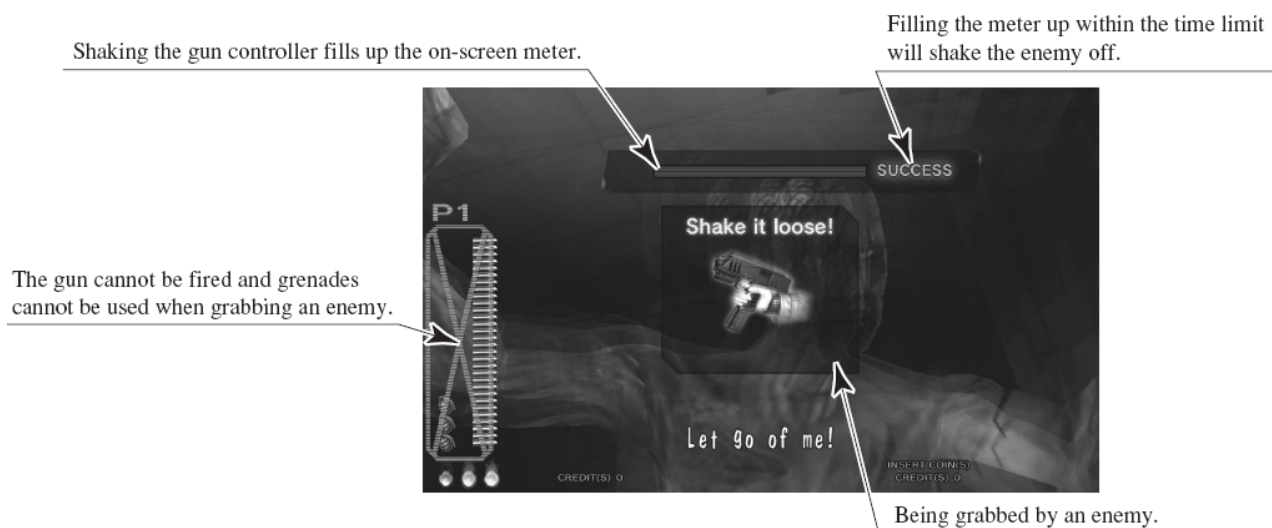 Filling the meter up within the time limit
will shake the enemy off.
Shaking the gun controller fills up the on-screen meter.
SUCCESS
P1
Shake it loose!
The gun cannot be fired and grenades
cannot be used when grabbing an enemy.
Let go of me!
INSERT COIN(S)
CREDIT(S) 0
CREDIT(S) 0
Being grabbed by an enemy.